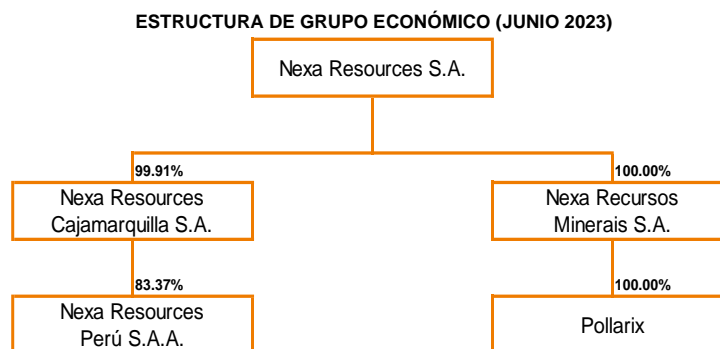 ESTRUCTURA DE GRUPO ECONÓMICO (JUNIO 2023)
Nexa Resources S.A.
99.91%
Nexa Resources
Cajamarquilla S.A.
100.00%
Nexa Recursos
Minerais S.A.
83.37%
Nexa Resources
Perú S.A.A.
100.00%
Pollarix